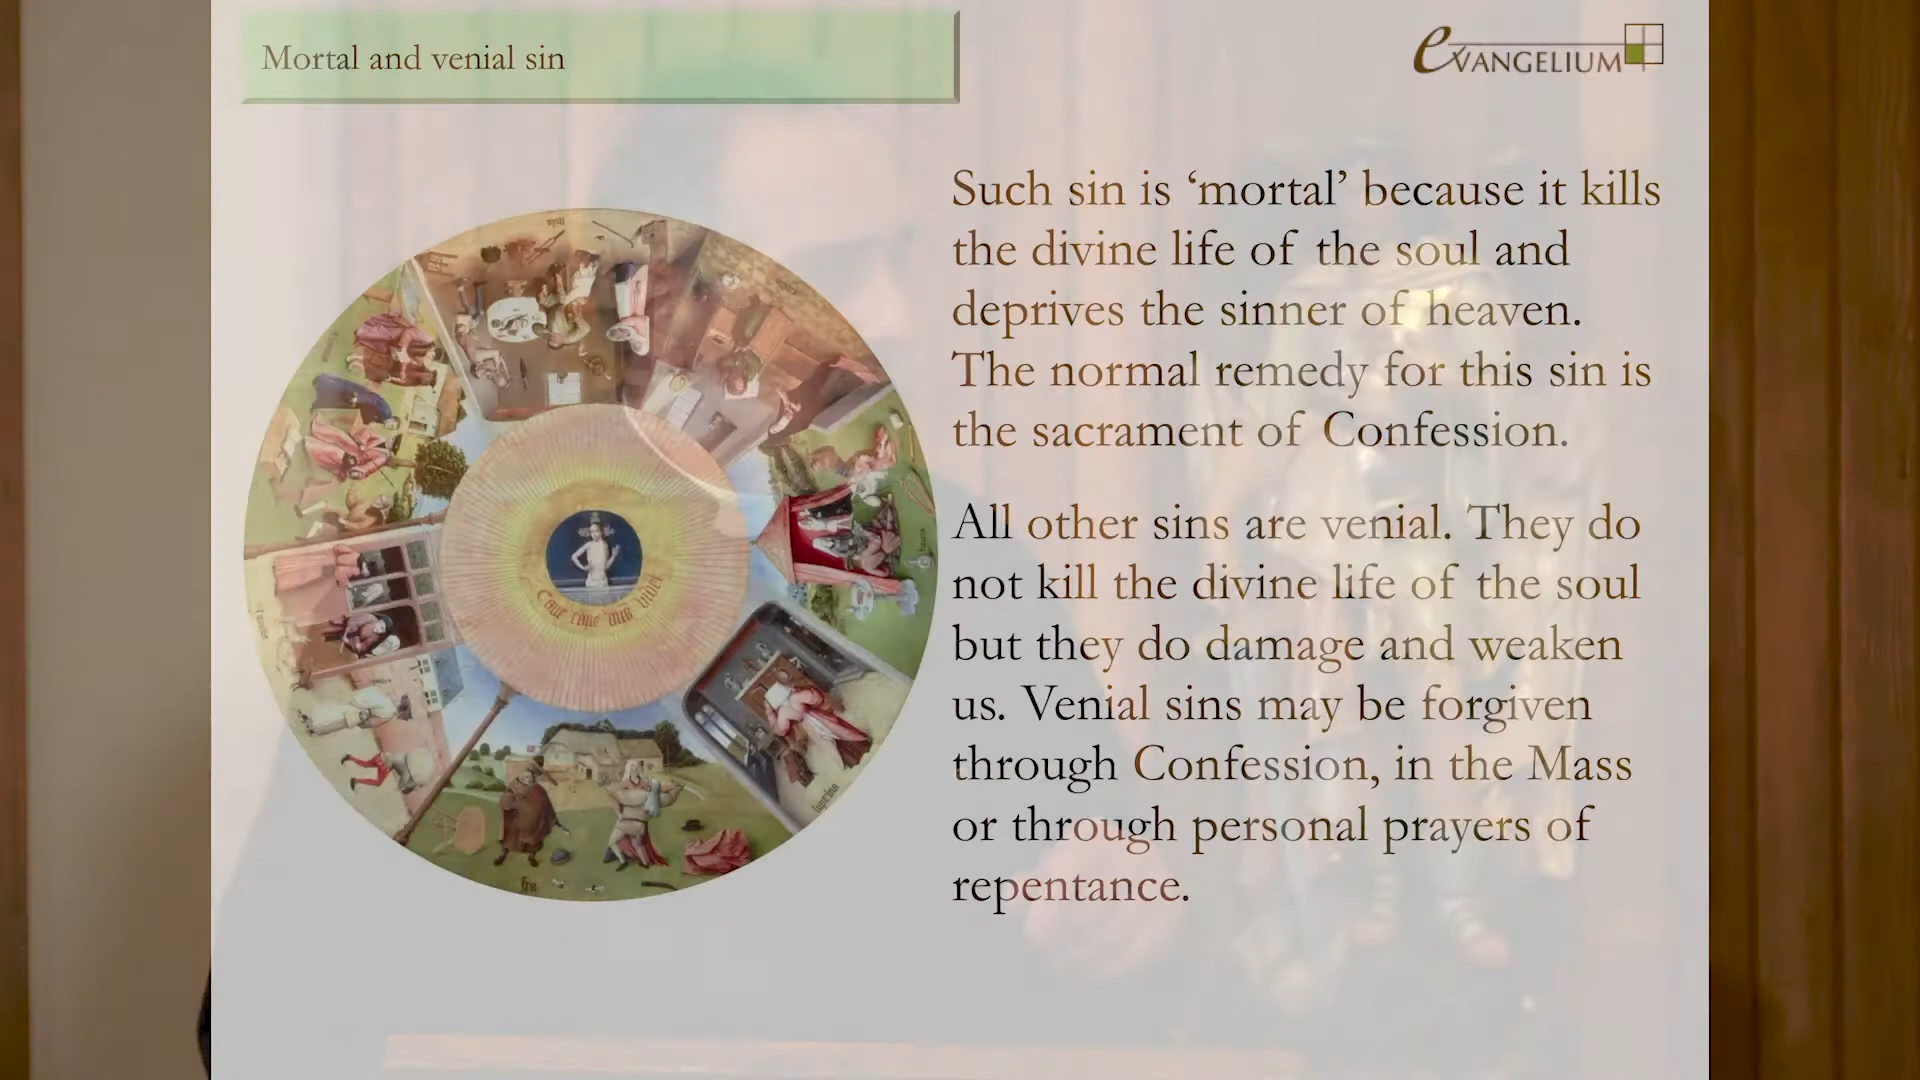 Mortal and venial sin
EVANGELIUM
Such sin is ‘mortal’ because it kills
the divine life of the soul and
deprives the sinner of heaven.
The normal remedy for this sin is
the sacrament of Confession.
All other sins are venial. They do
not kill the divine life of the soul
but they do damage and weaken
us. Venial sins may be forgiven
through Confession, in the Mass
or through personal prayers of
repentance.